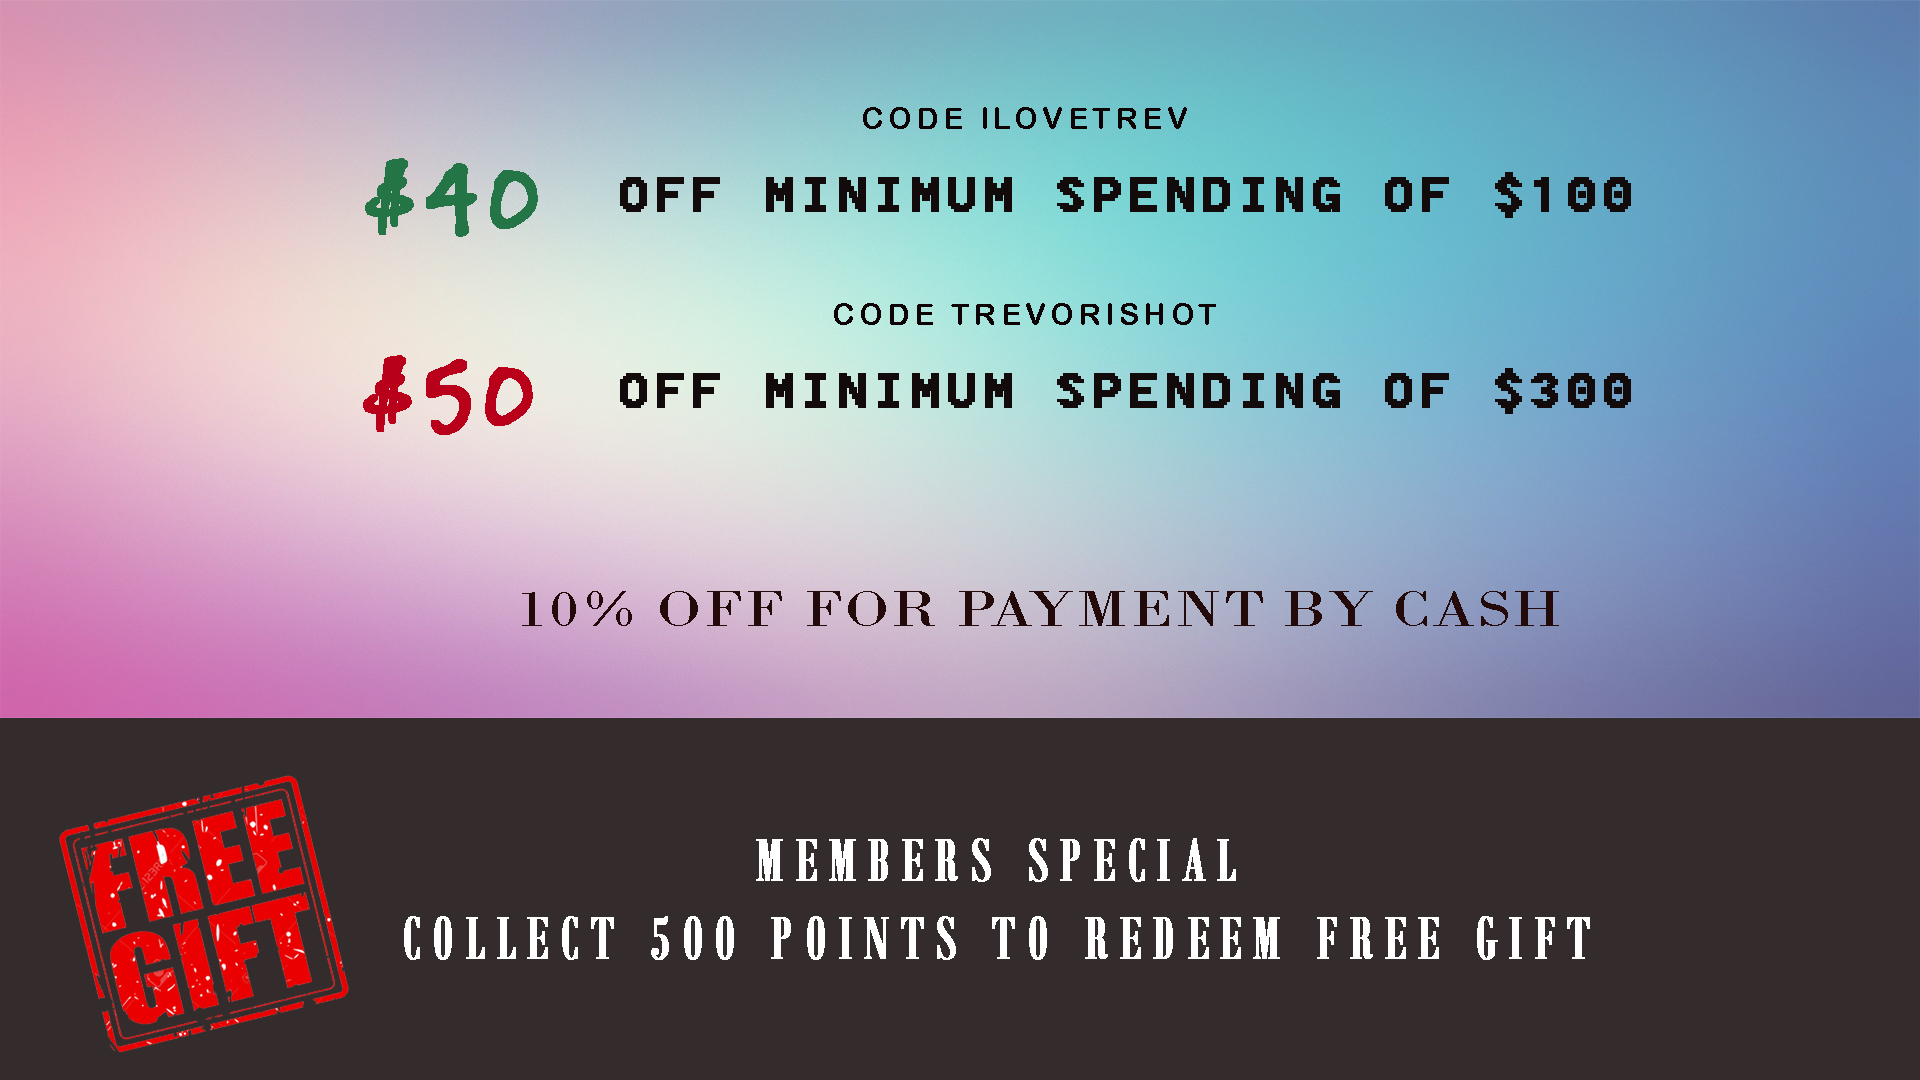 CODE ILOVETREV
$40 OFF MINIMUM SPENDING OF $100
CODE TREVORISHOT
$50 OFF MINIMUM SPENDING OF $300
10% OFF FOR PAYMENT BY CASH
FREE
GIFT
MEMBERS SPECIAL
COLLECT 500 POINTS TO REDEEM FREE GIFT